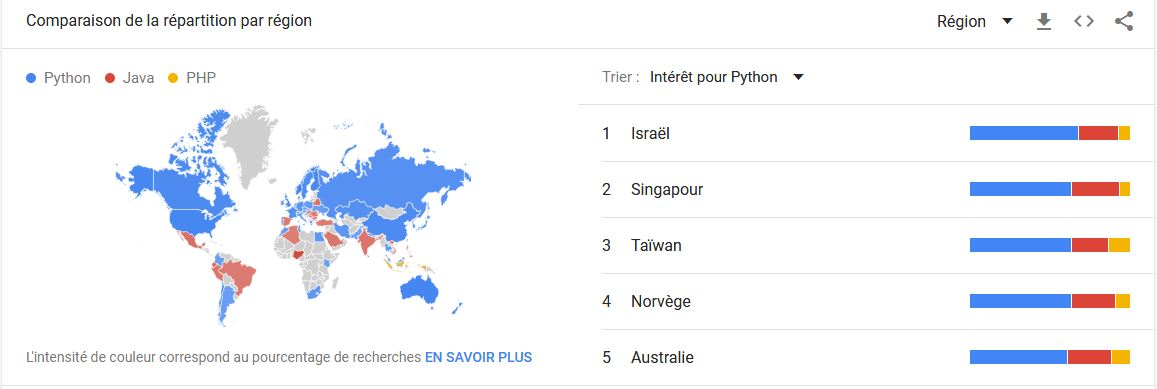 Comparaison de la répartition par région
Région
Python Java PHP
Trier : Intérêt pour Python
1 Israël
2 Singapour
3 Taïwan
4 Norvège
5 Australie
L'intensité de couleur correspond au pourcentage de recherches EN SAVOIR PLUS